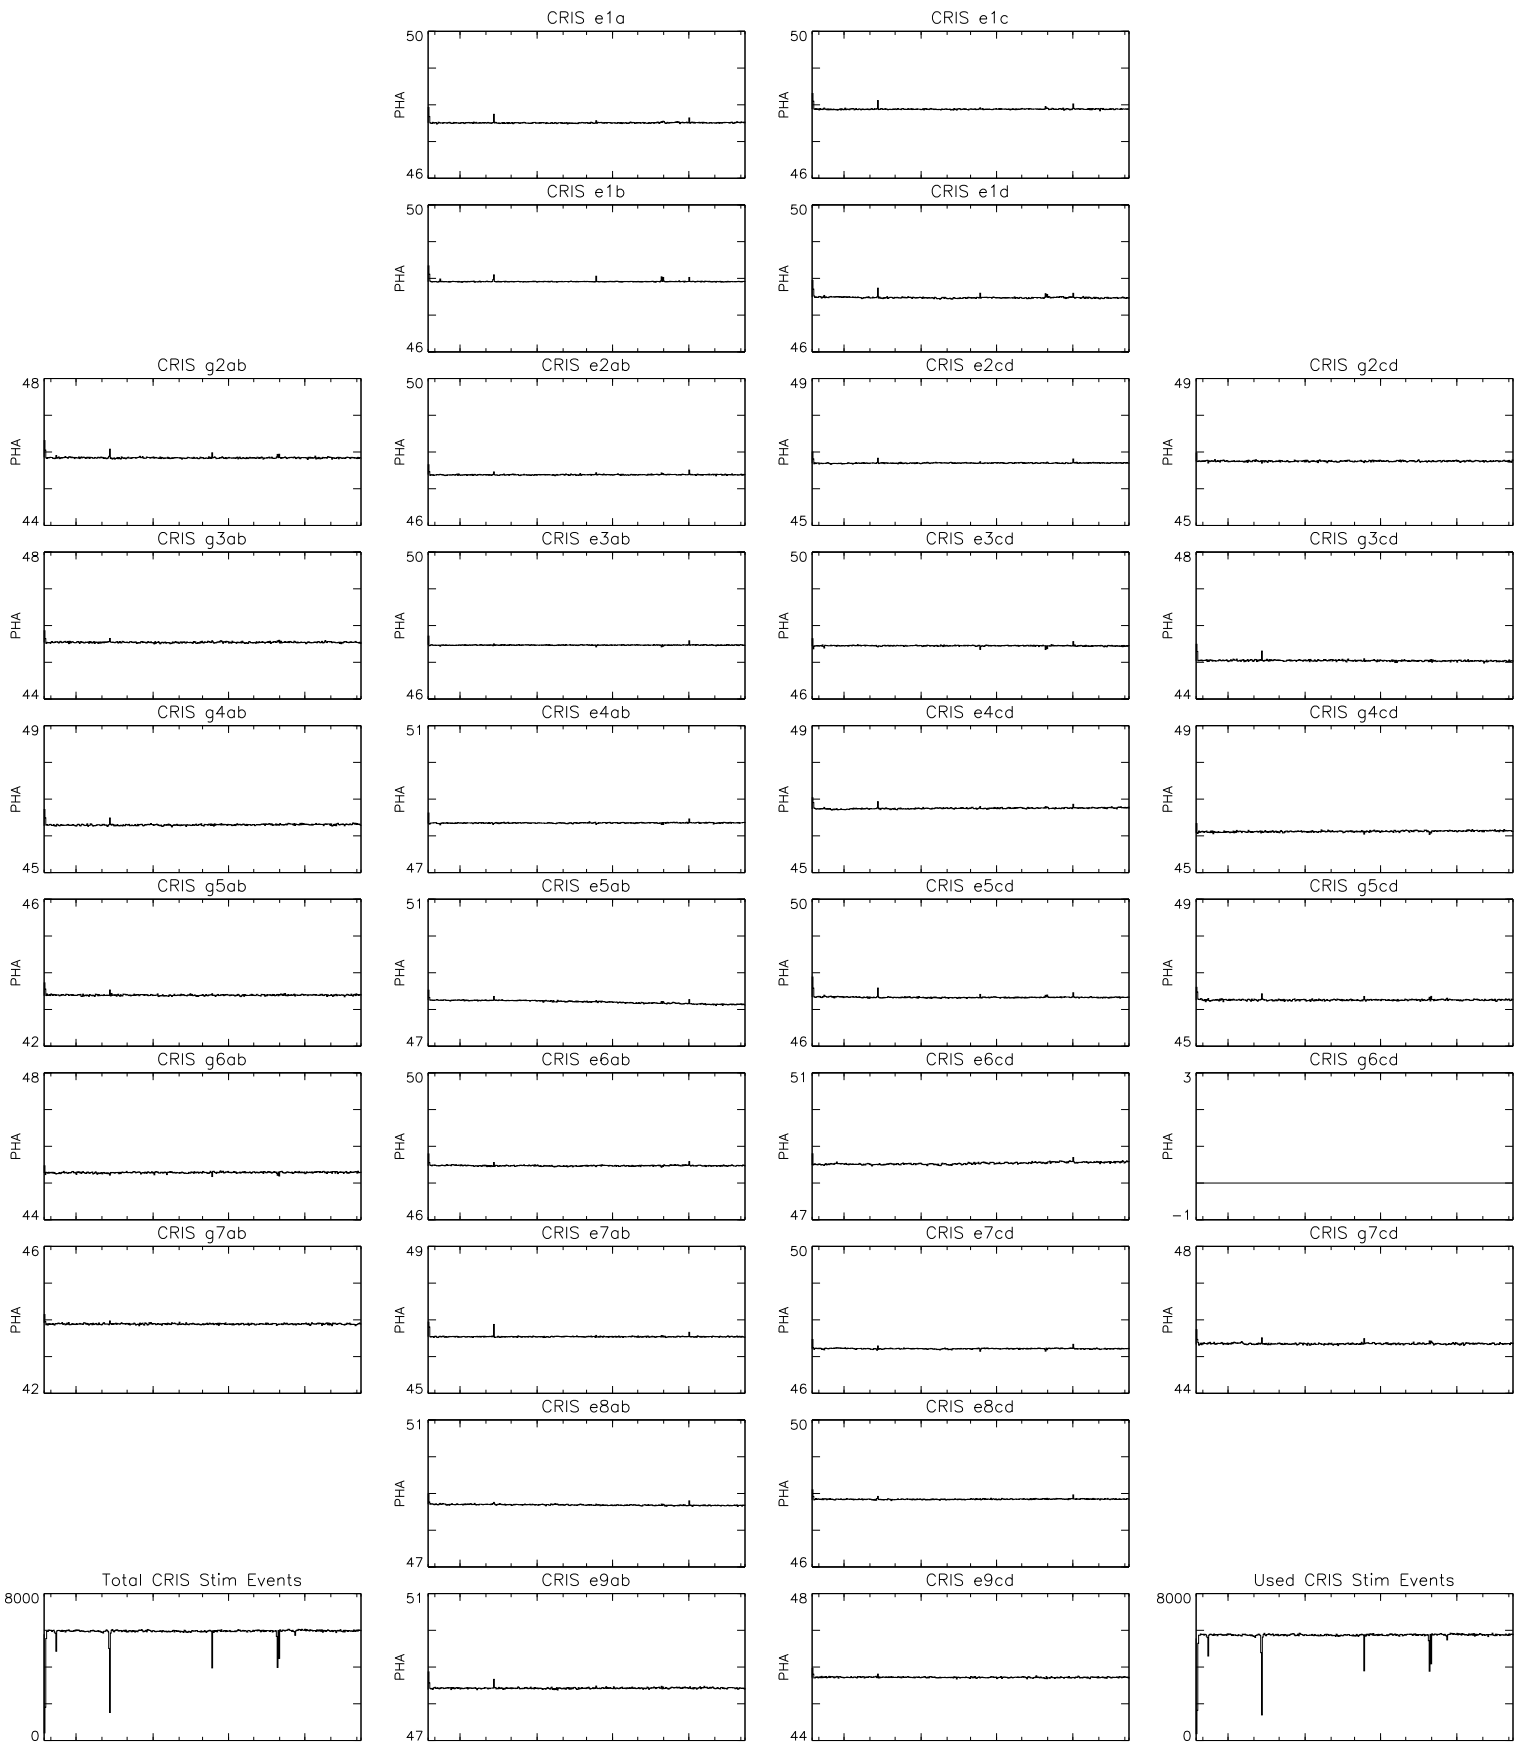 CRIS e1a
CRIS e1c
50
PHA
46
50
PHA
46
CRIS e1b
CRIS e1d
50
PHA
46
50
PHA
46
CRIS g2ab
CRIS e2ab
CRIS e2cd
CRIS g2cd
48
PHA
44
50
PHA
46
49
PHA
45
49
PHA
45
CRIS g3ab
CRIS e3ab
CRIS e3cd
CRIS g3cd
48
PHA
44
50
PHA
46
50
PHA
46
48
PHA
44
CRIS g4ab
CRIS e4ab
CRIS e4cd
CRIS g4cd
49
PHA
45
51
PHA
47
49
PHA
45
49
PHA
45
CRIS g5ab
CRIS e5ab
CRIS e5cd
CRIS g5cd
46
PHA
42
51
PHA
47
50
PHA
46
49
PHA
45
CRIS g6ab
CRIS e6ab
CRIS e6cd
CRIS g6cd
48
PHA
44
50
PHA
46
51
PHA
47
3
PHA
-1
CRIS g7ab
CRIS e7ab
CRIS e7cd
CRIS g7cd
46
PHA
42
49
PHA
45
50
PHA
46
48
PHA
44
CRIS e8ab
CRIS e8cd
51
PHA
47
50
PHA
46
Total CRIS Stim Events
CRIS e9ab
CRIS e9cd
Used CRIS Stim Events
8000
0
51
PHA
47
48
PHA
44
8000
0